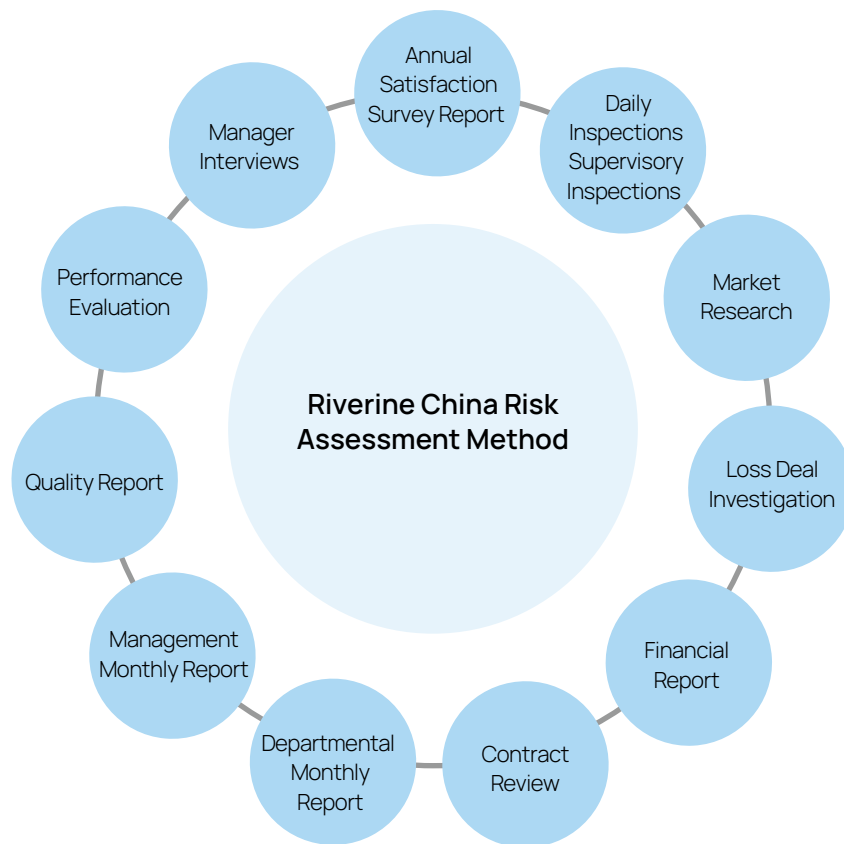 Annual
Satisfaction
Survey Report
Daily
Inspections
Supervisory
Inspections
Market
Research
Loss Deal
Investigation
Financial
Report
Contract
Review
Departmental
Monthly
Report
Management
Monthly Report
Quality Report
Performance
Evaluation
Manager
Interviews
Riverine China Risk
Assessment Method